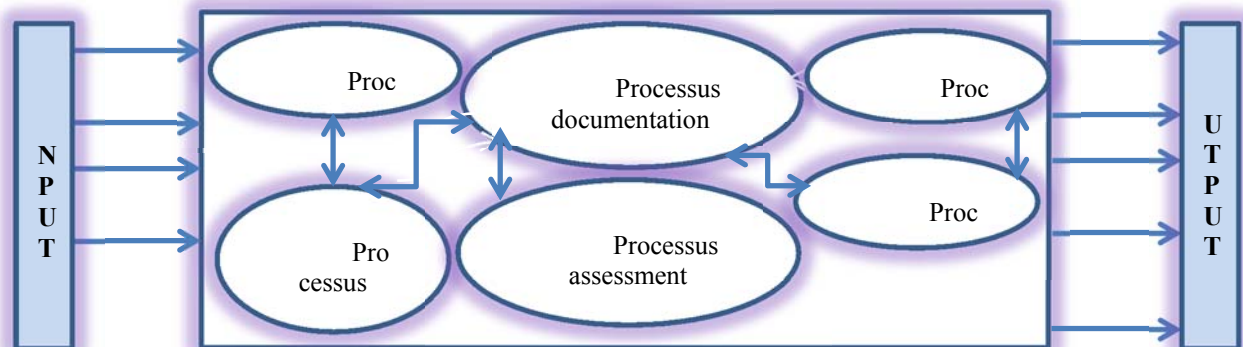 N
P
U
T
Proc
Processus
documentation
Proc
Pro
cessus
Processus
assessment
Proc
U
T
P
U
T